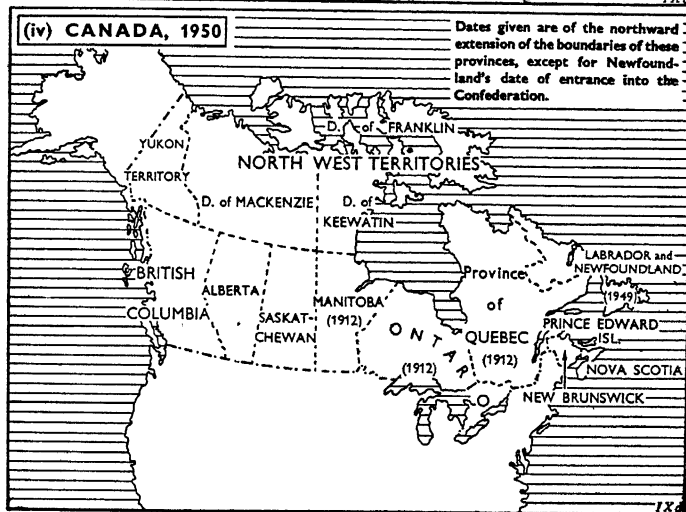 (iv) CANADA, 1950
Dates given are of the northward
extension of the boundaries of these
provinces, except for Newfound-
land's date of entrance into the
Confederation.
D. of FRANKLIN
YUKON
TERRITORY
NORTH WEST TERRITORIES
D. of MACKENZIE
D. of
KEEWATIN
BRITISH
COLUMBIA
ALBERTA
SASKAT-
CHEWAN
MANITOBA
(1912)
ONTARIO
(1912)
Province
of
QUEBEC
(1912)
LABRADOR and
NEWFOUNDLAND
(1949)
PRINCE EDWARD
ISL.
NOVA SCOTIA
NEW BRUNSWICK